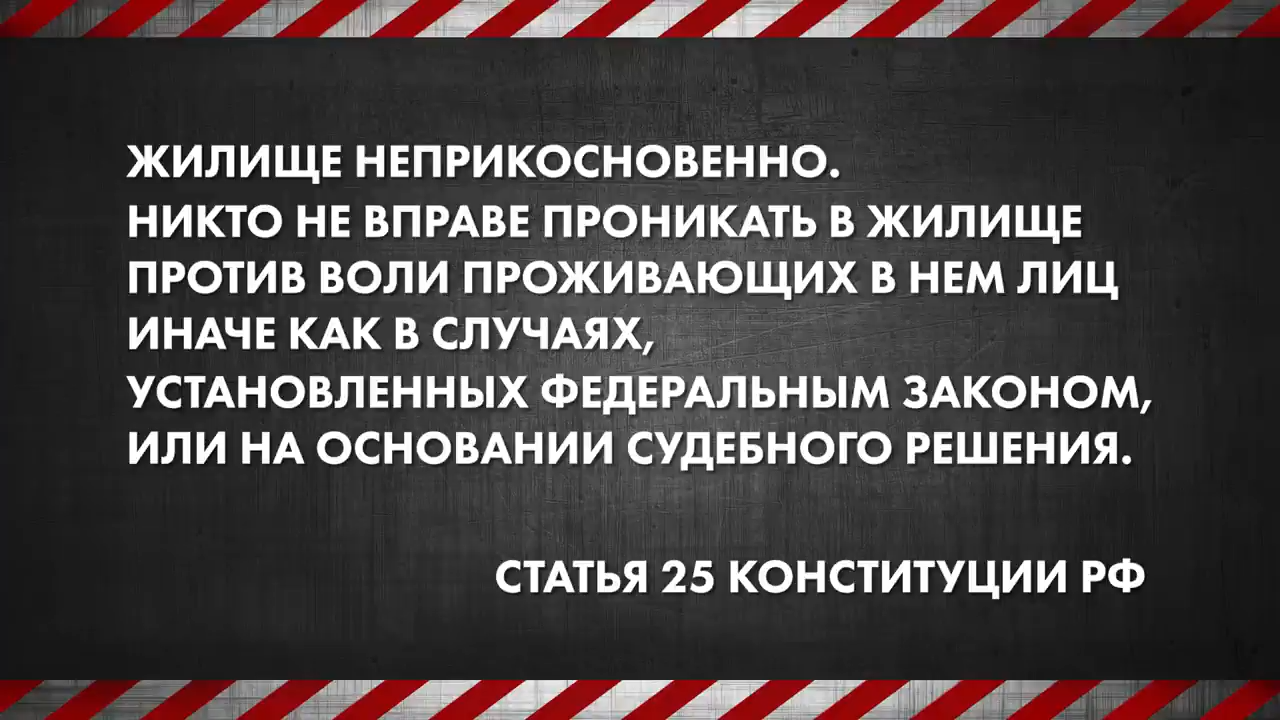 ЖИЛИЩЕ НЕПРИКОСНОВЕННО.
НИКТО НЕ ВПРАВЕ ПРОНИКАТЬ В ЖИЛИЩЕ
ПРОТИВ ВОЛИ ПРОЖИВАЮЩИХ В НЕМ ЛИЦ
ИНАЧЕ КАК В СЛУЧАЯХ,
УСТАНОВЛЕННЫХ ФЕДЕРАЛЬНЫМ ЗАКОНОМ,
ИЛИ НА ОСНОВАНИИ СУДЕБНОГО РЕШЕНИЯ.
СТАТЬЯ 25 КОНСТИТУЦИИ РФ